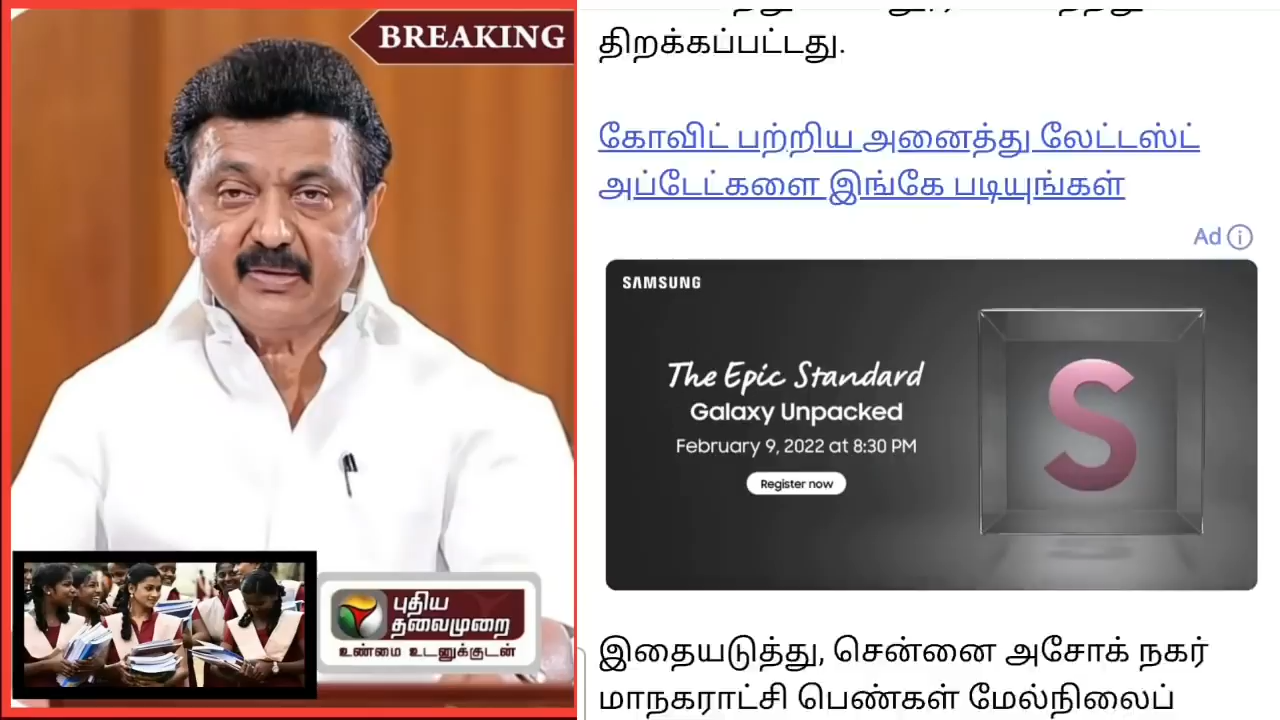 BREAKING
புதிய
தலைமுறை
உண்மை உடனுக்குடன்
திறக்கப்பட்டது.
கோவிட் பற்றிய அனைத்து லேட்டஸ்ட்
அப்டேட்களை இங்கே படியுங்கள்
Ad
SAMSUNG
The Epic Standard
Galaxy Unpacked
February 9, 2022 at 8:30 PM
Register now
S
இதையடுத்து, சென்னை அசோக் நகர்
மாநகராட்சி பெண்கள் மேல்நிலைப்